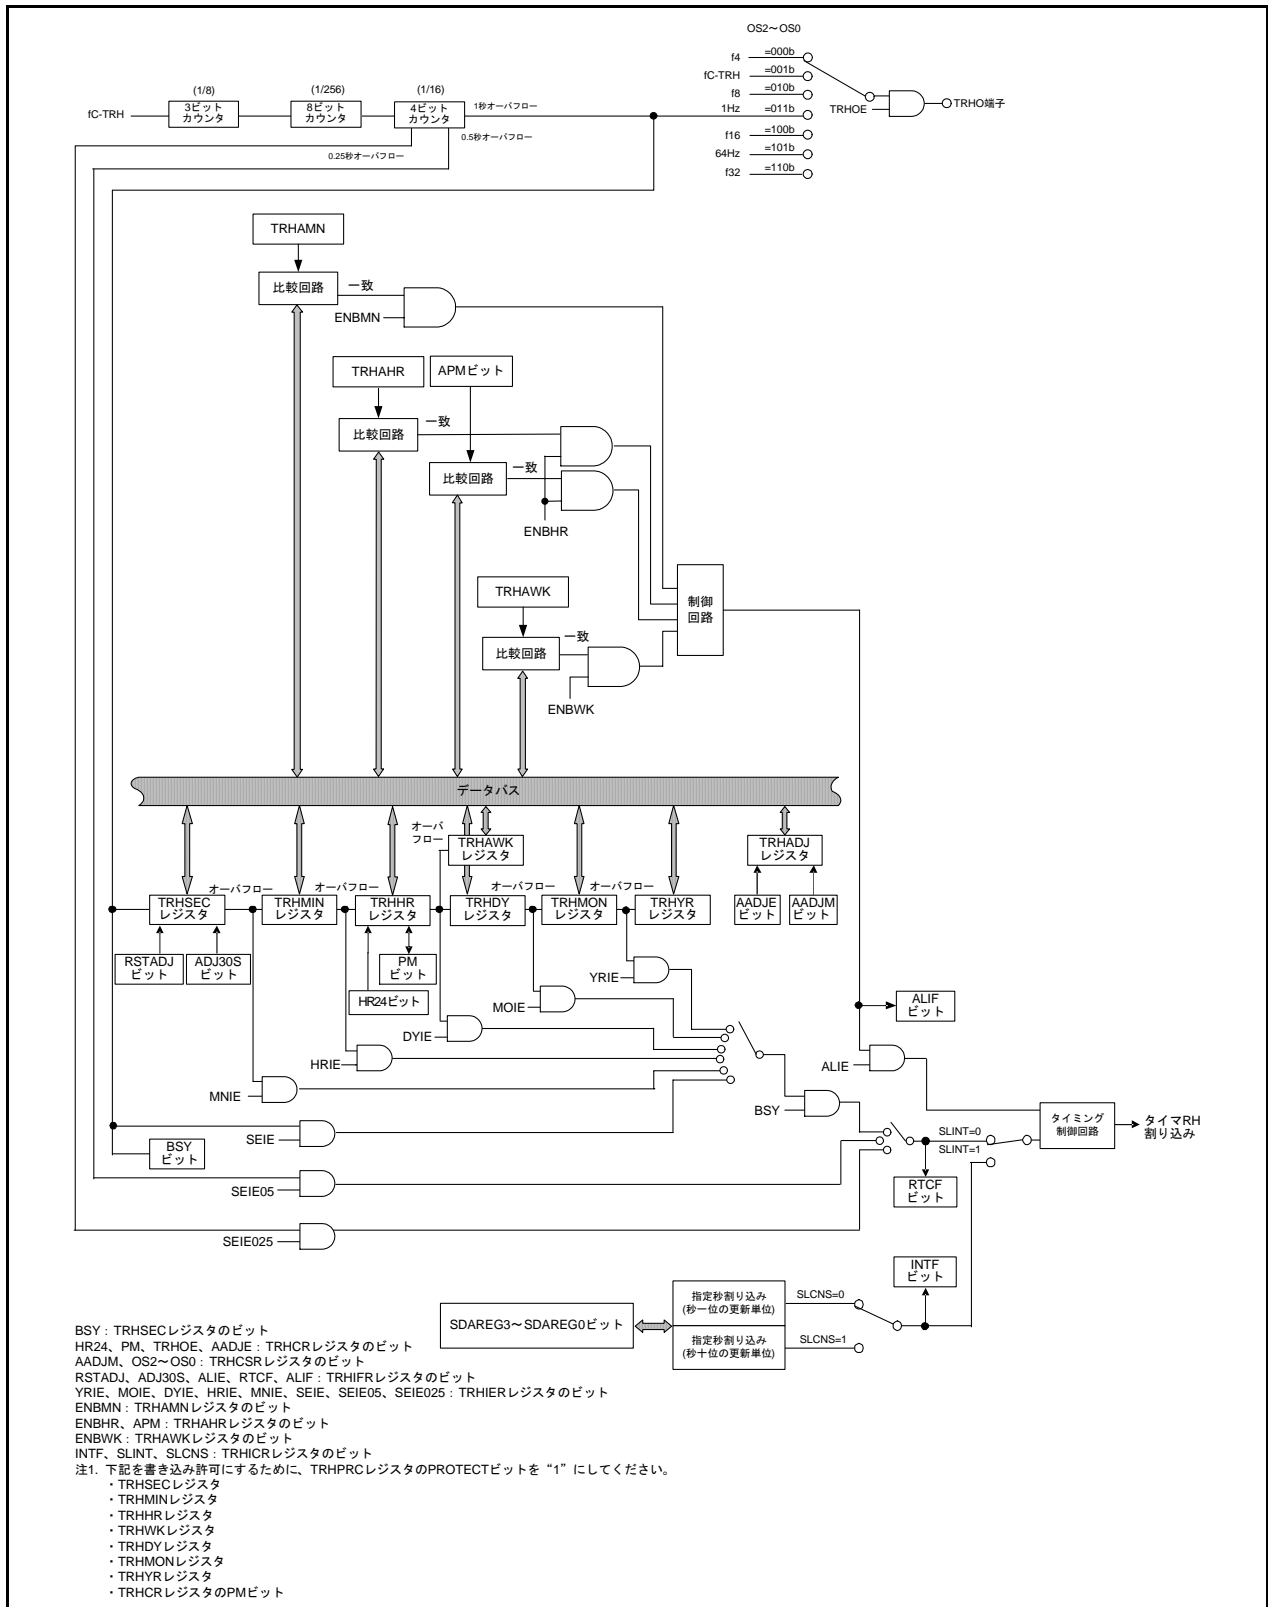 OS2～OS0
f4
=000b
fC-TRH
=001b
f8
=010b
1Hz
=011b
f16
=100b
64Hz
=101b
f32
=110b
TRHOE
TRHO端子
(1/8)
(1/256)
(1/16)
fC-TRH
3ビット
カウンタ
8ビット
カウンタ
4ビット
カウンタ
1秒オーバフロー
0.5秒オーバフロー
0.25秒オーバフロー
TRHAMN
比較回路
一致
ENBMN
TRHAHR
APMビット
比較回路
一致
比較回路
一致
ENBHR
TRHAWK
比較回路
一致
ENBWK
制御
回路
データバス
オーバ
フロー
TRHAWK
レジスタ
TRHADJ
レジスタ
オーバフロー
オーバフロー
オーバフロー
オーバフロー
TRHSEC
レジスタ
TRHMIN
レジスタ
TRHHR
レジスタ
TRHDY
レジスタ
TRHMON
レジスタ
TRHYR
レジスタ
AADJE
ビット
AADJM
ビット
RSTADJ
ビット
ADJ30S
ビット
PM
ビット
HR24ビット
YRIE
MOIE
DYIE
HRIE
MNIE
SEIE
BSY
ビット
SEIE05
SEIE025
BSY
ALIF
ビット
ALIE
タイミング
制御回路
タイマRH
割り込み
SLINT=0
SLINT=1
RTCF
ビット
INTF
ビット
SDAREG3～SDAREG0ビット
指定秒割り込み
(秒一位の更新単位)
指定秒割り込み
(秒十位の更新単位)
SLCNS=0
SLCNS=1
BSY : TRHSECレジスタのビット
HR24、PM、TRHOE、AADJE : TRHCRレジスタのビット
AADJM、OS2～OS0 : TRHCSRレジスタのビット
RSTADJ、ADJ30S、ALIE、RTCF、ALIF : TRHIFRレジスタのビット
YRIE、MOIE、DYIE、HRIE、MNIE、SEIE、SEIE05、SEIE025 : TRHIERレジスタのビット
ENBMN : TRHAMNレジスタのビット
ENBHR、APM : TRHAHRレジスタのビット
ENBWK : TRHAWKレジスタのビット
INTF、SLINT、SLCNS : TRHICRレジスタのビット
注1. 下記を書き込み許可にするために、TRHPRCレジスタのPROTECTビットを“1”にしてください。
・TRHSECレジスタ
・TRHMINレジスタ
・TRHHRレジスタ
・TRHWKレジスタ
・TRHDYレジスタ
・TRHMONレジスタ
・TRHYRレジスタ
・TRHCRレジスタのPMビット